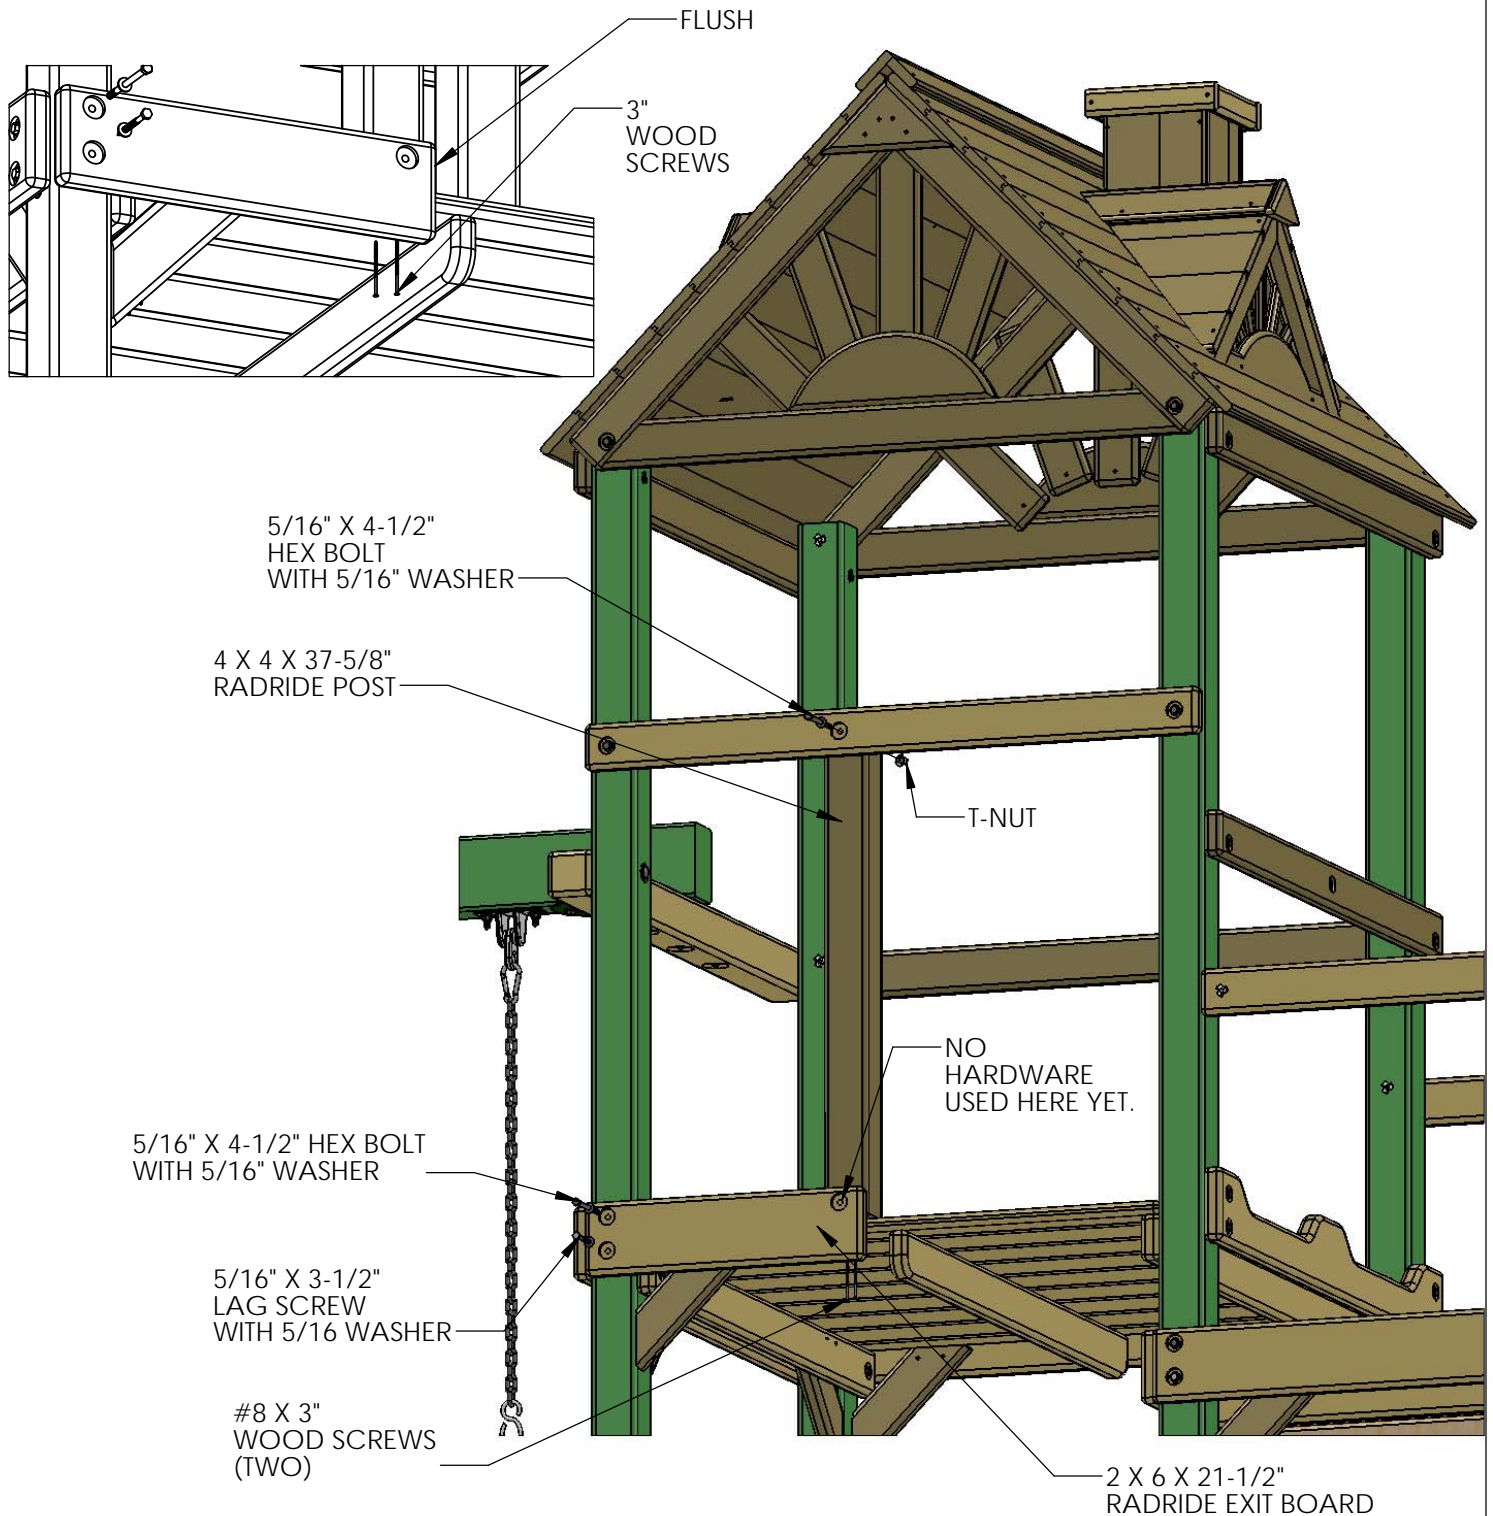 FLUSH
3"
WOOD
SCREWS
5/16" X 4-1/2"
HEX BOLT
WITH 5/16" WASHER
4 X 4 X 37-5/8"
RADRIDE POST
T-NUT
NO
HARDWARE
USED HERE YET.
5/16" X 4-1/2" HEX BOLT
WITH 5/16" WASHER
5/16" X 3-1/2"
LAG SCREW
WITH 5/16 WASHER
#8 X 3"
WOOD SCREWS
(TWO)
2 X 6 X 21-1/2"
RADRIDE EXIT BOARD